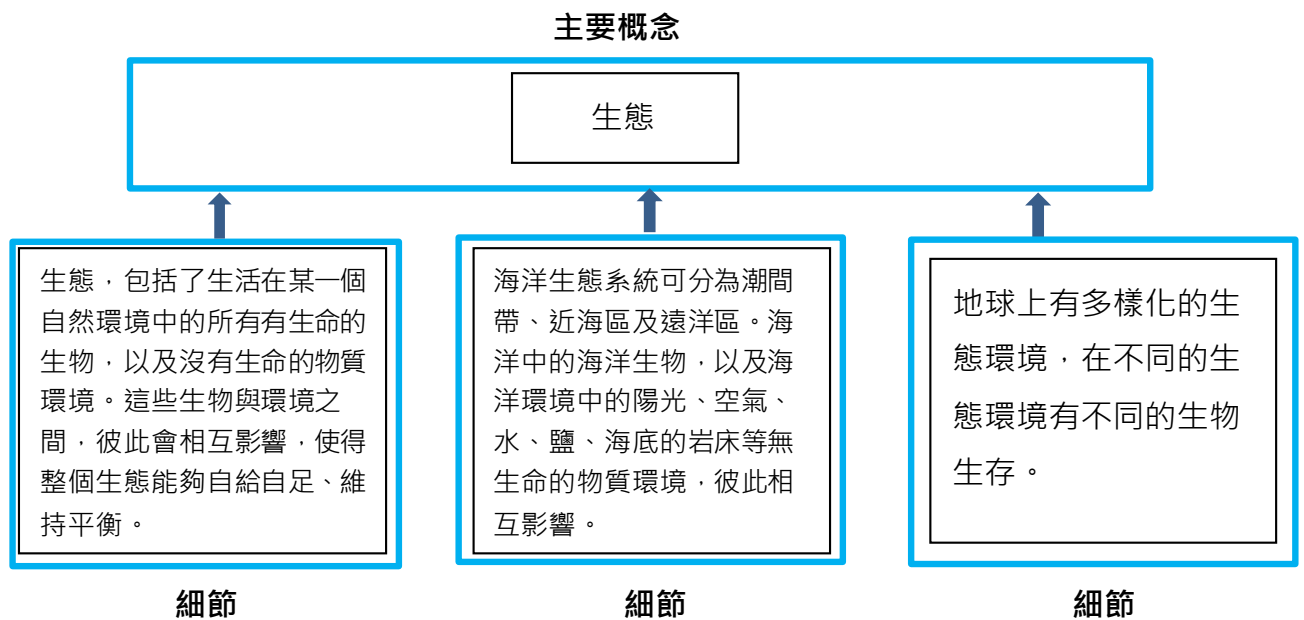 主要概念
生態
生態，包括了生活在某一個
自然環境中的所有有生命的
生物，以及沒有生命的物質
環境。這些生物與環境之
間，彼此會相互影響，使得
整個生態能夠自給自足、維
持平衡。
海洋生態系統可分為潮間
帶、近海區及遠洋區。海
洋中的海洋生物，以及海
洋環境中的陽光、空氣、
水、鹽、海底的岩床等無
生命的物質環境，彼此相
互影響。
地球上有多樣化的生
態環境，在不同的生
態環境有不同的生物
生存。
細節
細節
細節